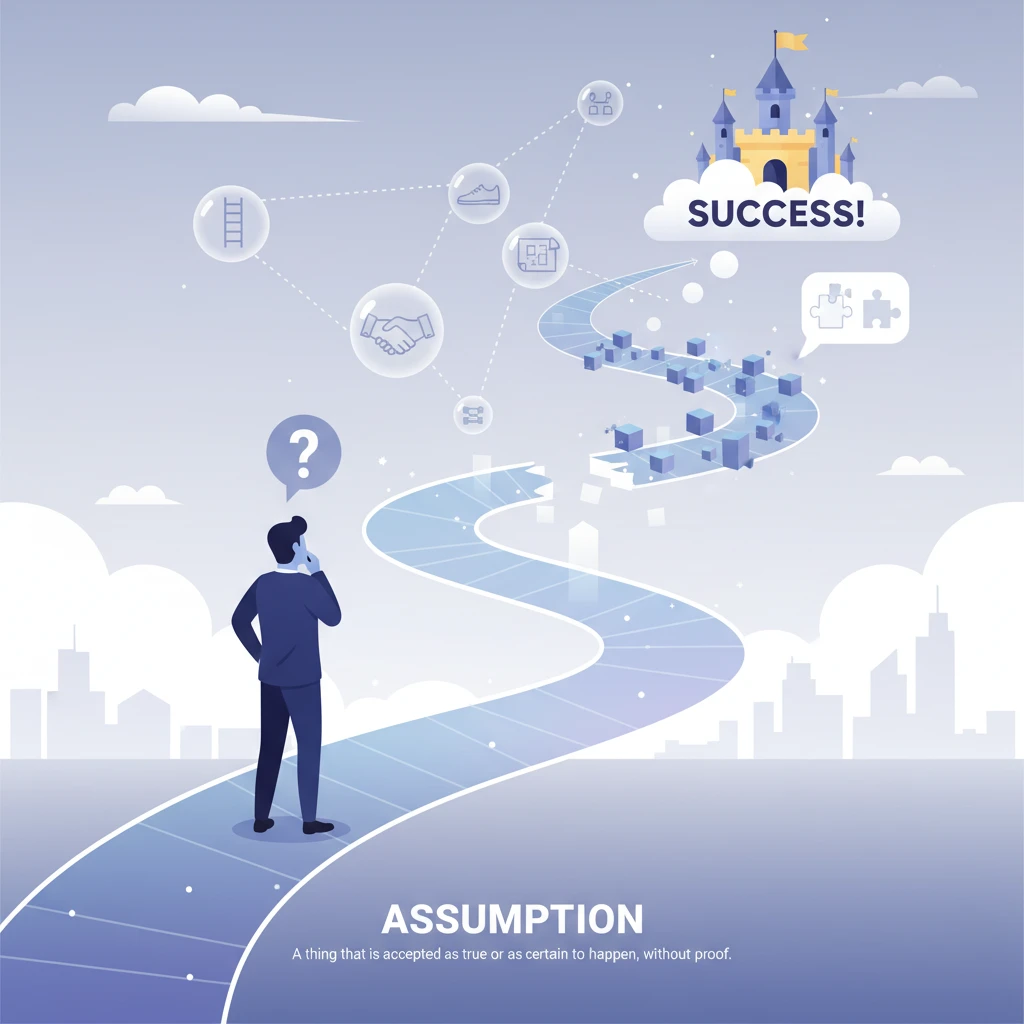 SUCCESS!
?
ASSUMPTION
A thing that is accepted as true or as certain to happen, without proof.